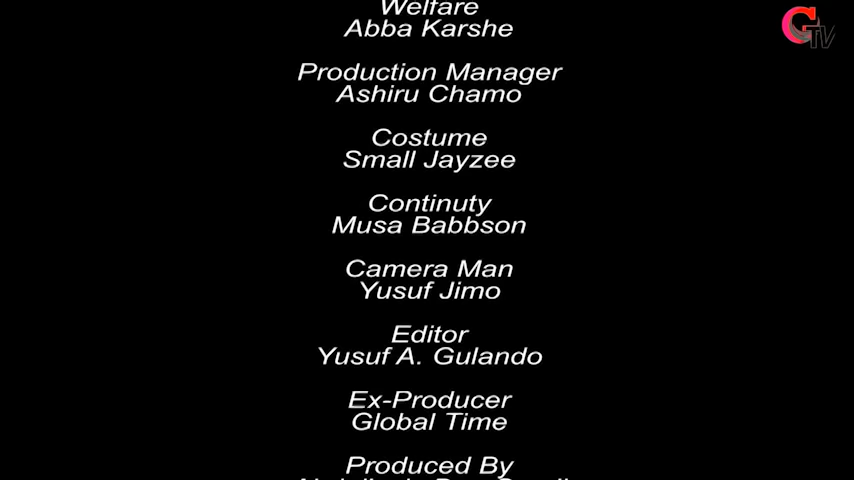 Welfare
Abba Karshe
Production Manager
Ashiru Chamo
Costume
Small Jayzee
Continuty
Musa Babbson
Camera Man
Yusuf Jimo
Editor
Yusuf A. Gulando
Ex-Producer
Global Time
Produced By
GTV